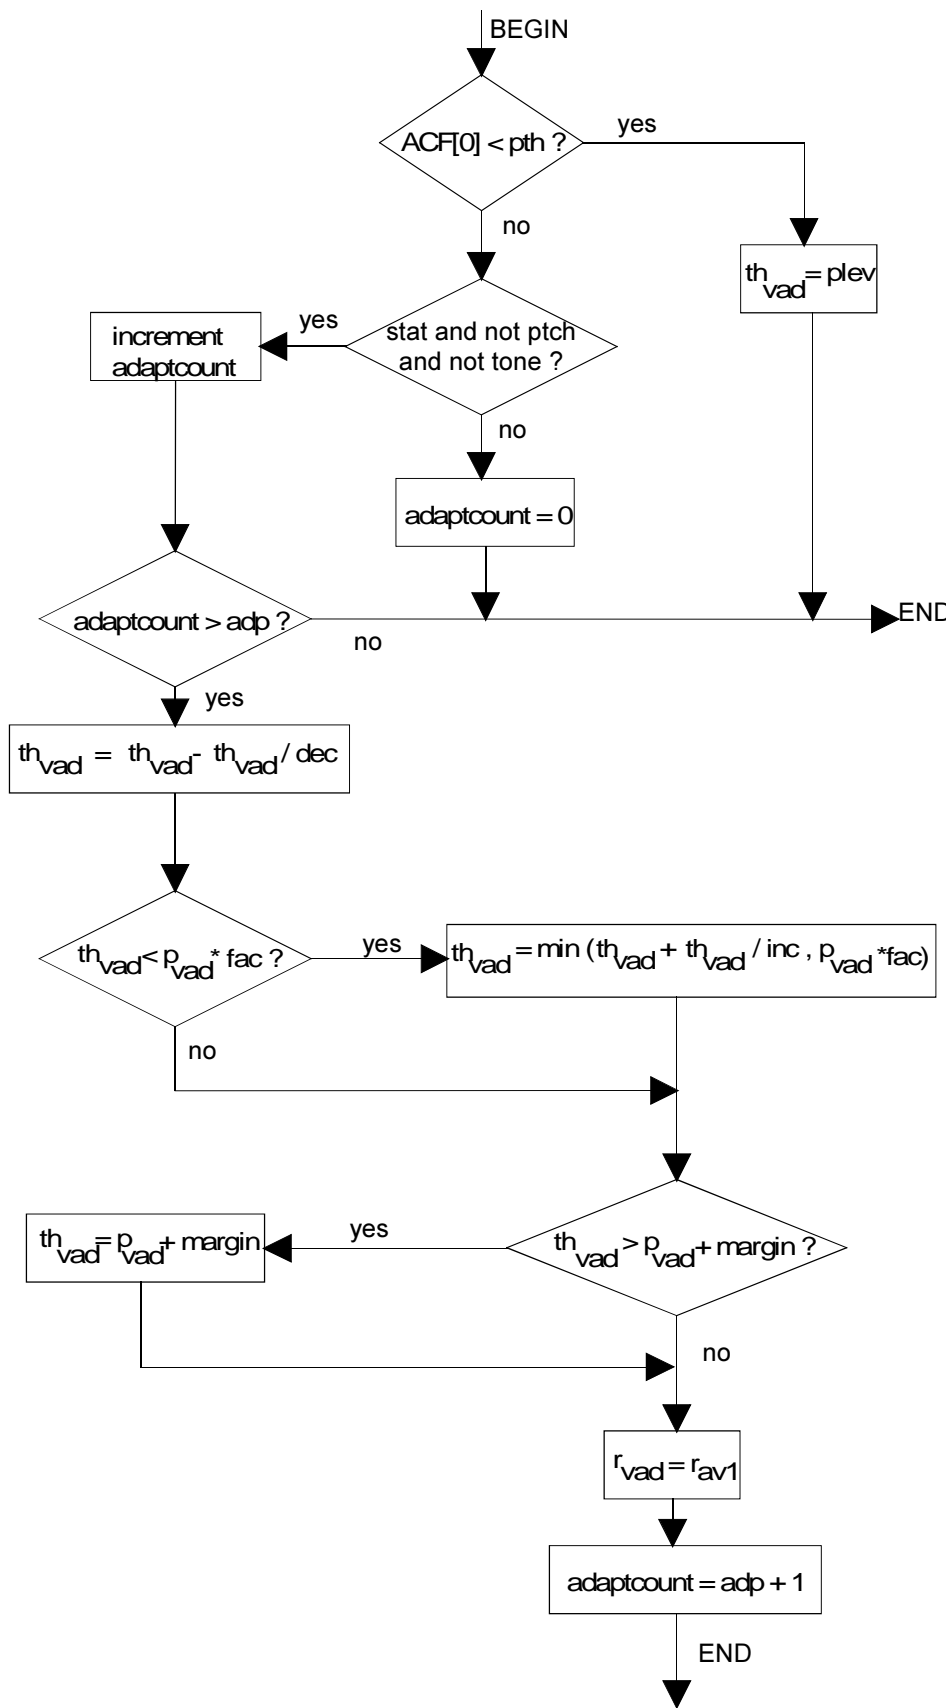 BEGIN
ACF[0] < pth ?
yes
no
th_vad = plev
stat and not ptch
and not tone ?
yes
increment
adaptcount
no
adaptcount = 0
adaptcount > adp ?
no
END
yes
th_vad = th_vad - th_vad / dec
th_vad < p_vad * fac ?
yes
th_vad = min (th_vad + th_vad / inc , p_vad *fac)
no
th_vad > p_vad + margin ?
yes
th_vad = p_vad + margin
no
r_vad = r_av1
adaptcount = adp + 1
END